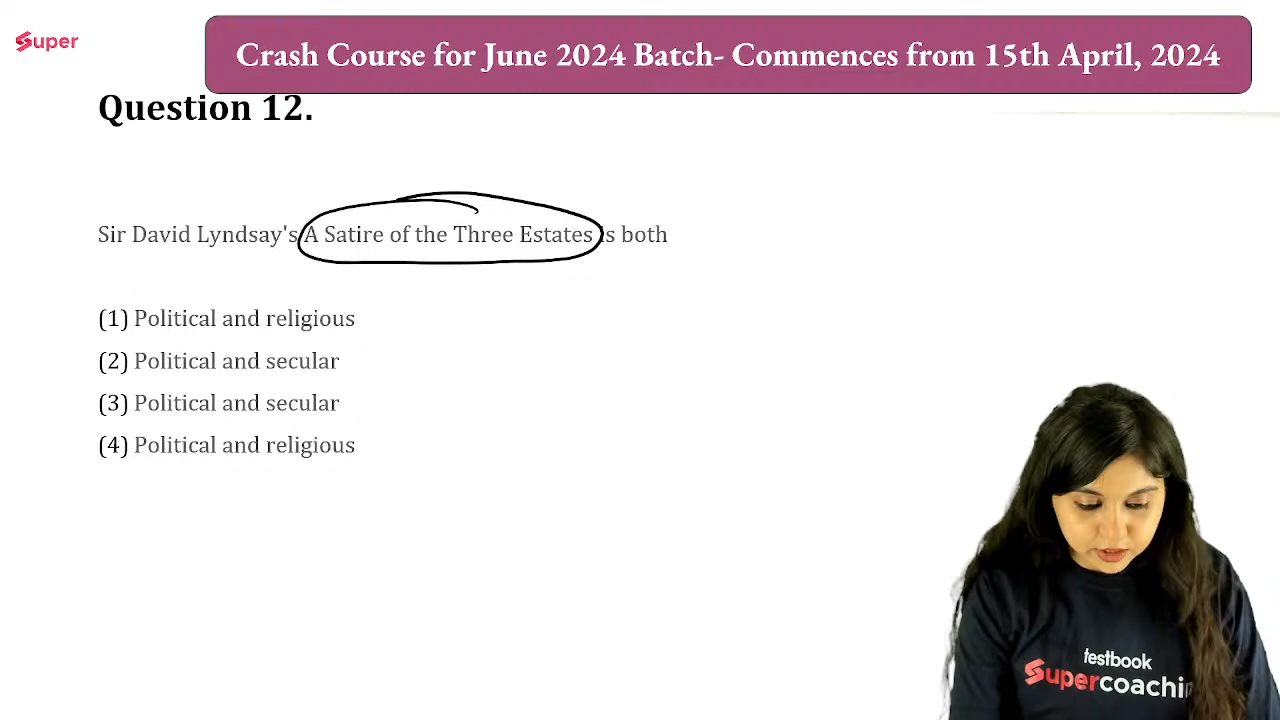 Super
Crash Course for June 2024 Batch- Commences from 15th April, 2024
Question 12.
Sir David Lyndsay's A Satire of the Three Estates is both
(1) Political and religious
(2) Political and secular
(3) Political and secular
(4) Political and religious
testbook
Supercoachin